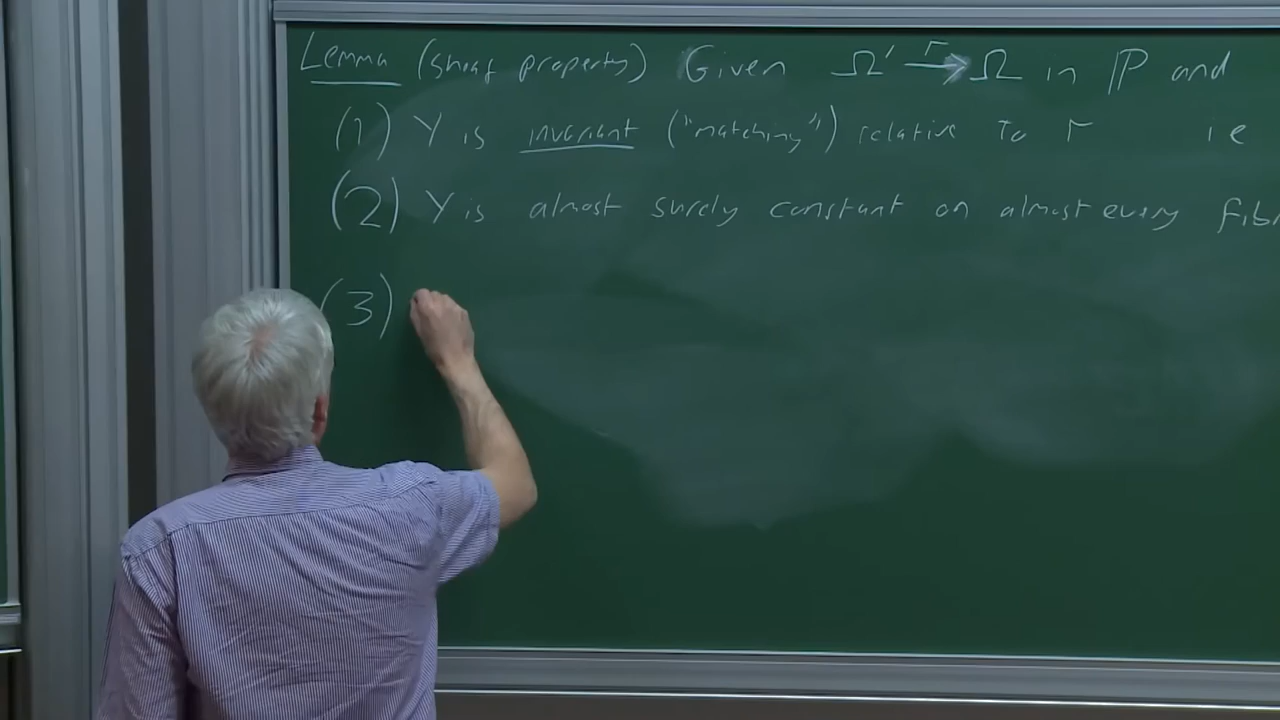 Lemma (sheaf property) Given Ω' r→ Ω in ℙ and
(1) Y is invariant ("matching") relative to r ie
(2) Y is almost surely constant on almost every fib
(3)